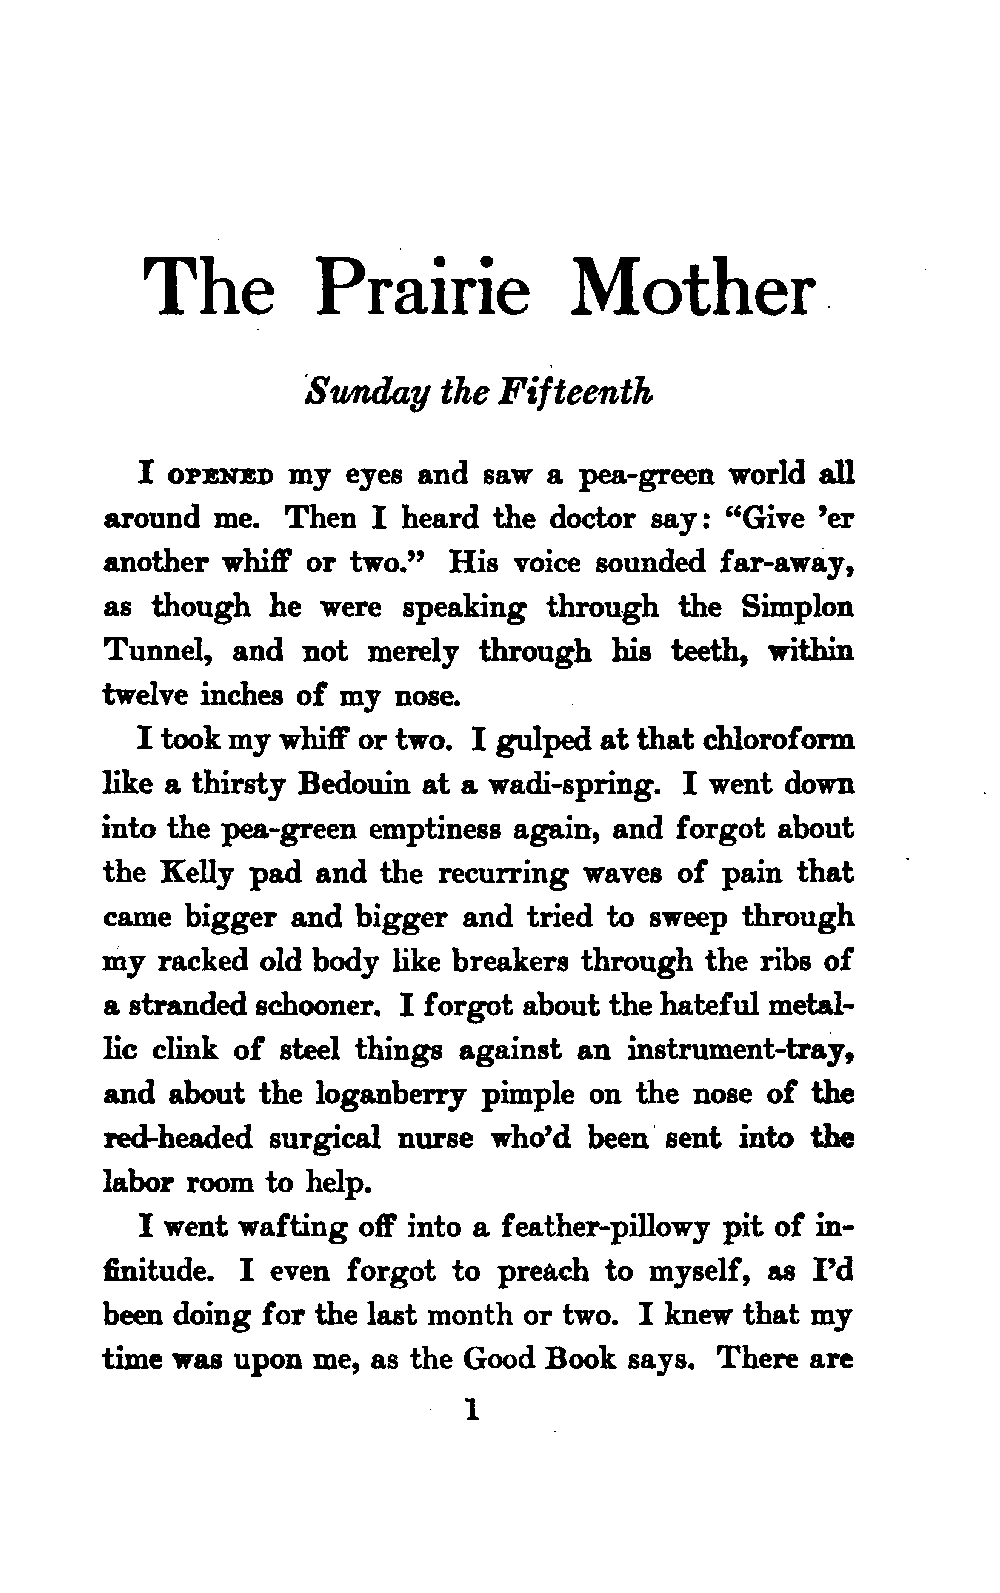 The Prairie Mother
Sunday the Fifteenth
I OPENED my eyes and saw a pea-green world all
around me. Then I heard the doctor say: “Give ’er
another whiff or two.” His voice sounded far-away,
as though he were speaking through the Simplon
Tunnel, and not merely through his teeth, within
twelve inches of my nose.
I took my whiff or two. I gulped at that chloroform
like a thirsty Bedouin at a wadi-spring. I went down
into the pea-green emptiness again, and forgot about
the Kelly pad and the recurring waves of pain that
came bigger and bigger and tried to sweep through
my racked old body like breakers through the ribs of
a stranded schooner. I forgot about the hateful metal-
lic clink of steel things against an instrument-tray,
and about the loganberry pimple on the nose of the
red-headed surgical nurse who’d been sent into the
labor room to help.
I went wafting off into a feather-pillowy pit of in-
finitude. I even forgot to preach to myself, as I’d
been doing for the last month or two. I knew that my
time was upon me, as the Good Book says. There are
1